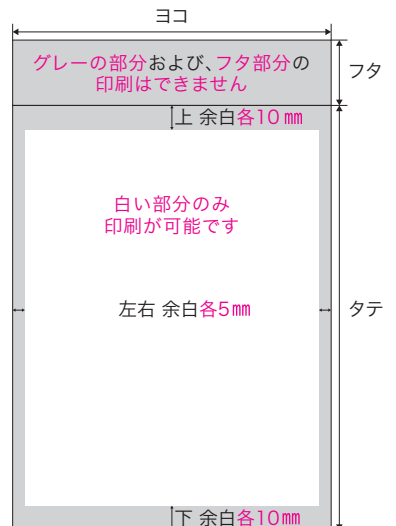 ヨコ
グレーの部分および、フタ部分の
印刷はできません
フタ
上 余白各10㎜
白い部分のみ
印刷が可能です
左右 余白各5㎜
タテ
下 余白各10㎜